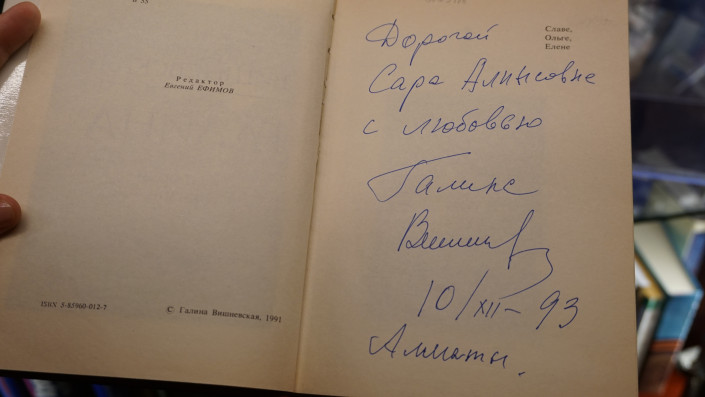 Редактор
Евгений ЕФИМОВ
ISBN 5-85960-012-7
© Галина Вишневская, 1991
Славе,
Ольге,
Елене
Дорогой
Саре Алимсовне
с любовью
Галина
10/XII-93
Алматы.